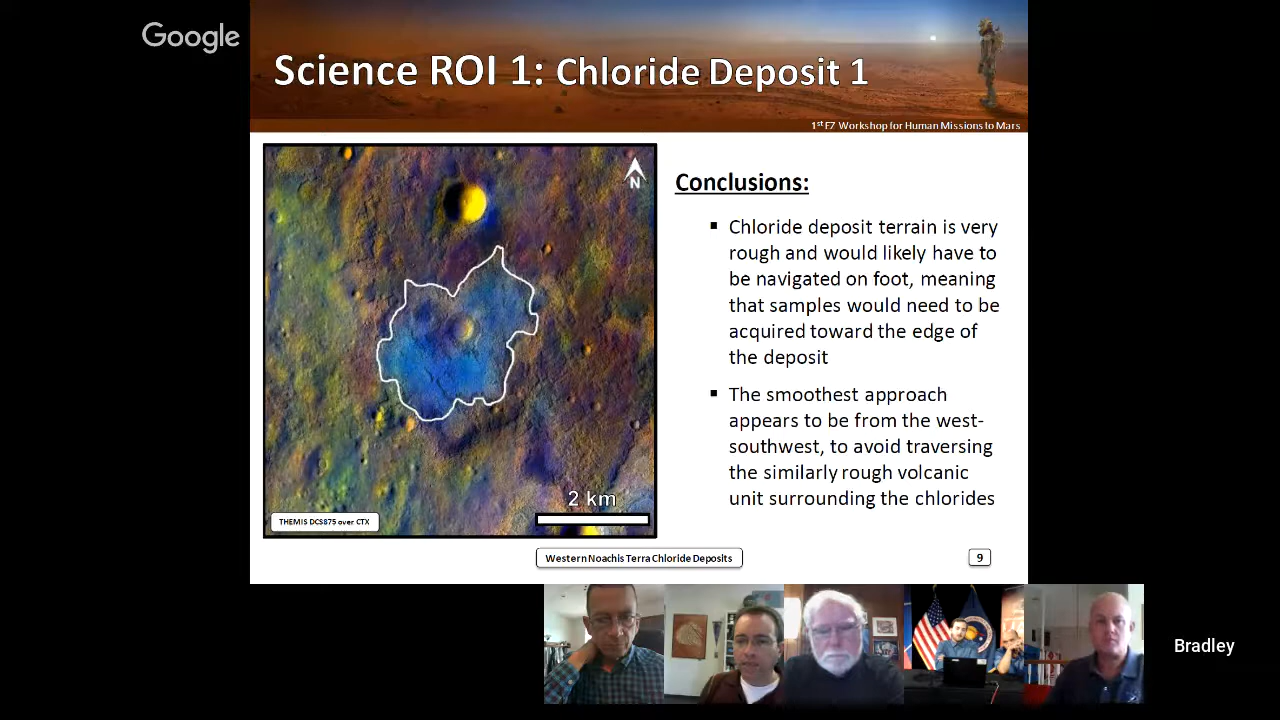 Google
Science ROI 1: Chloride Deposit 1
1st EZ Workshop for Human Missions to Mars
N
2 km
THEMIS DCS875 over CTX
Conclusions:
▪ Chloride deposit terrain is very
rough and would likely have to
be navigated on foot, meaning
that samples would need to be
acquired toward the edge of
the deposit
▪ The smoothest approach
appears to be from the west-
southwest, to avoid traversing
the similarly rough volcanic
unit surrounding the chlorides
Western Noachis Terra Chloride Deposits
9
Bradley